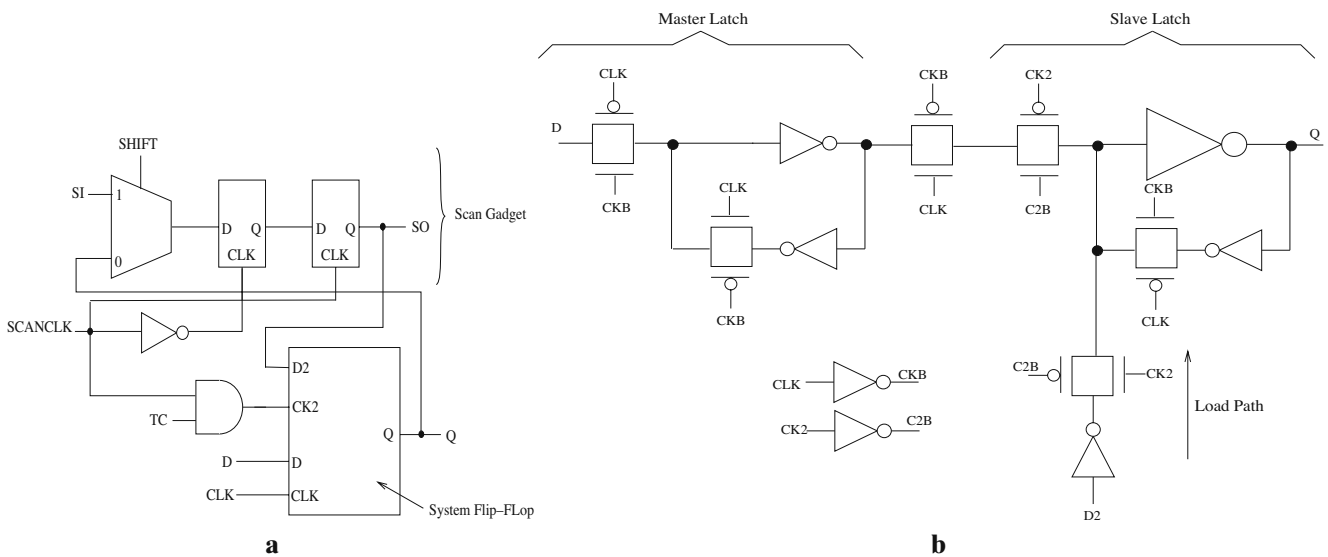 SHIFT
SI
1
0
D
Q
CLK
D
Q
CLK
SO
Scan Gadget
SCANCLK
TC
D2
CK2
Q
Q
D
D
CLK
CLK
System Flip–FLop
a
Master Latch
Slave Latch
CLK
CKB
CK2
D
Q
CKB
CLK
C2B
CLK
CKB
CKB
CLK
C2B
CK2
CLK
CKB
CK2
C2B
Load Path
D2
b